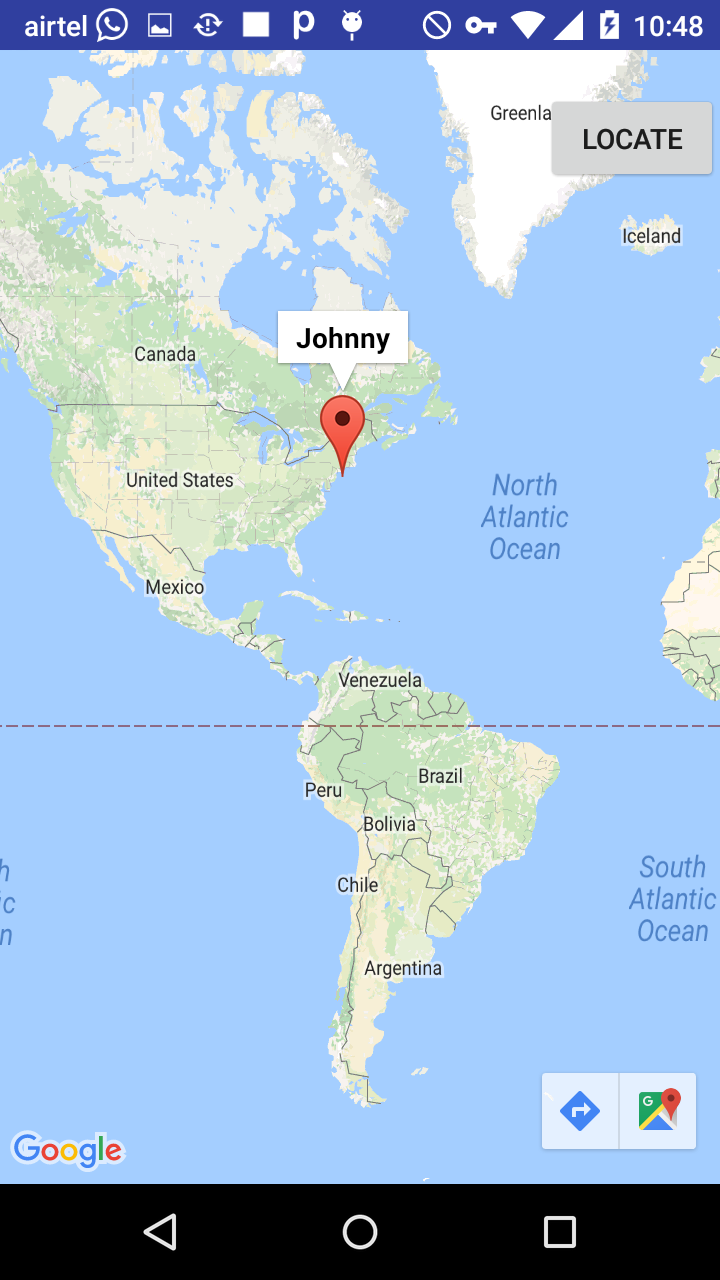 airtel 10:48
Greenla
LOCATE
Iceland
Johnny
Canada
United States
North
Atlantic
Ocean
Mexico
Venezuela
Brazil
Peru
Bolivia
h
ic
n
Chile
South
Atlantic
Ocean
Argentina
G
Google